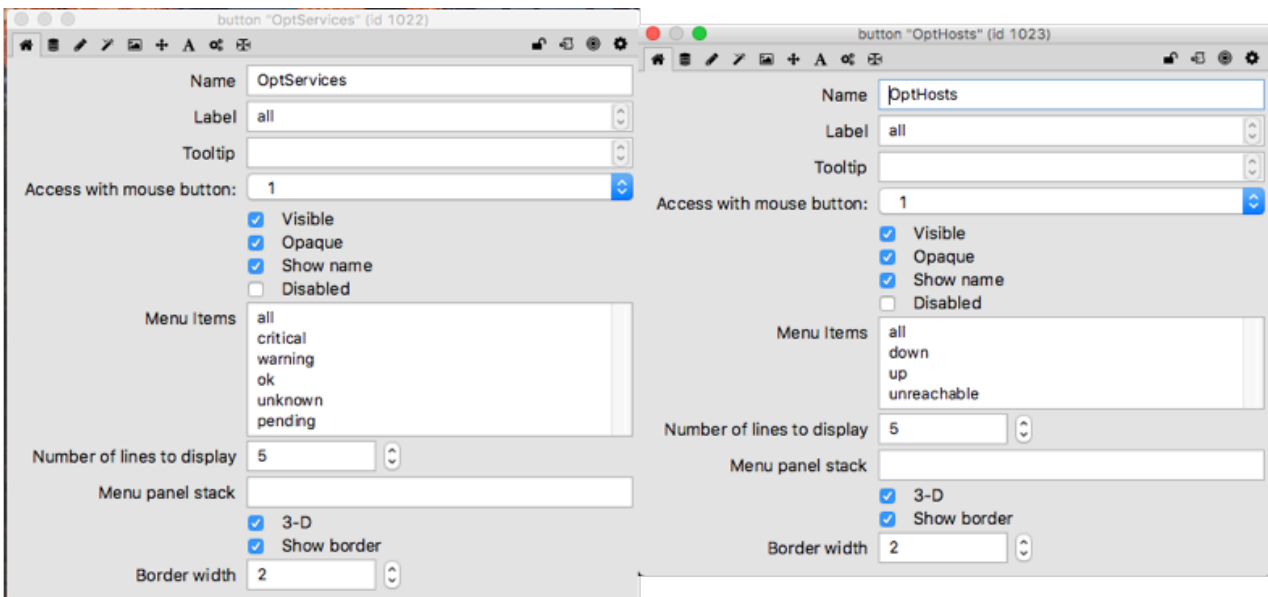 button "OptServices" (id 1022)
Name OptServices
Label all
Tooltip
Access with mouse button: 1
Visible
Opaque
Show name
Disabled
Menu Items all
critical
warning
ok
unknown
pending
Number of lines to display 5
Menu panel stack
3-D
Show border
Border width 2
button "OptHosts" (id 1023)
Name OptHosts
Label all
Tooltip
Access with mouse button: 1
Visible
Opaque
Show name
Disabled
Menu Items all
down
up
unreachable
Number of lines to display 5
Menu panel stack
3-D
Show border
Border width 2